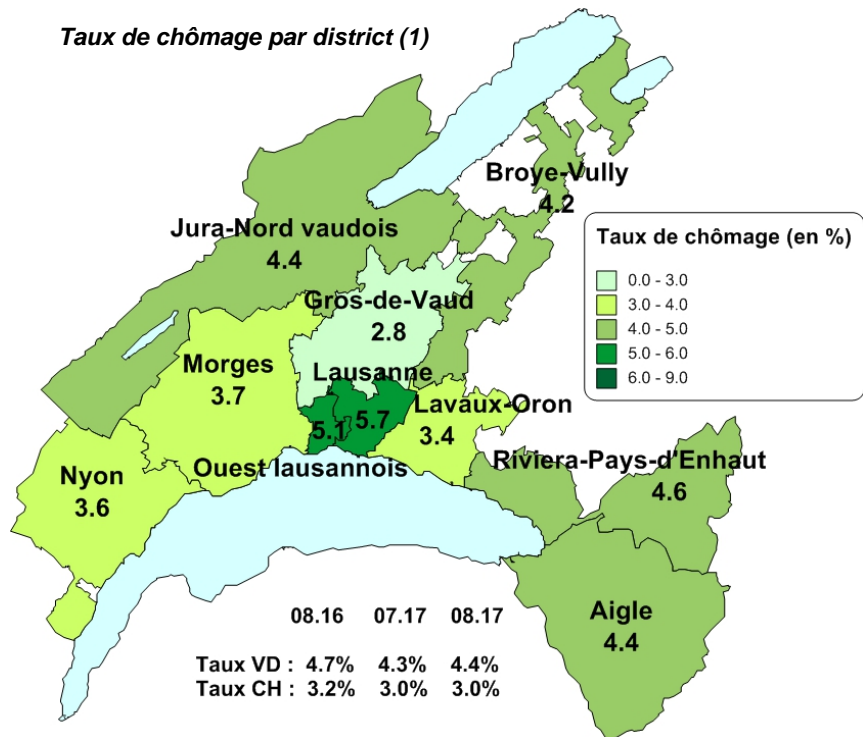 Taux de chômage par district (1)
Broye-Vully
4.2
Jura-Nord vaudois
4.4
Taux de chômage (en %)
0.0 - 3.0
3.0 - 4.0
4.0 - 5.0
5.0 - 6.0
6.0 - 9.0
Gros-de-Vaud
2.8
Morges
3.7
Lausanne
5.7
5.1
Ouest lausannois
Lavaux-Oron
3.4
Riviera-Pays-d'Enhaut
4.6
Nyon
3.6
Aigle
4.4
08.16 07.17 08.17
Taux VD : 4.7% 4.3% 4.4%
Taux CH : 3.2% 3.0% 3.0%